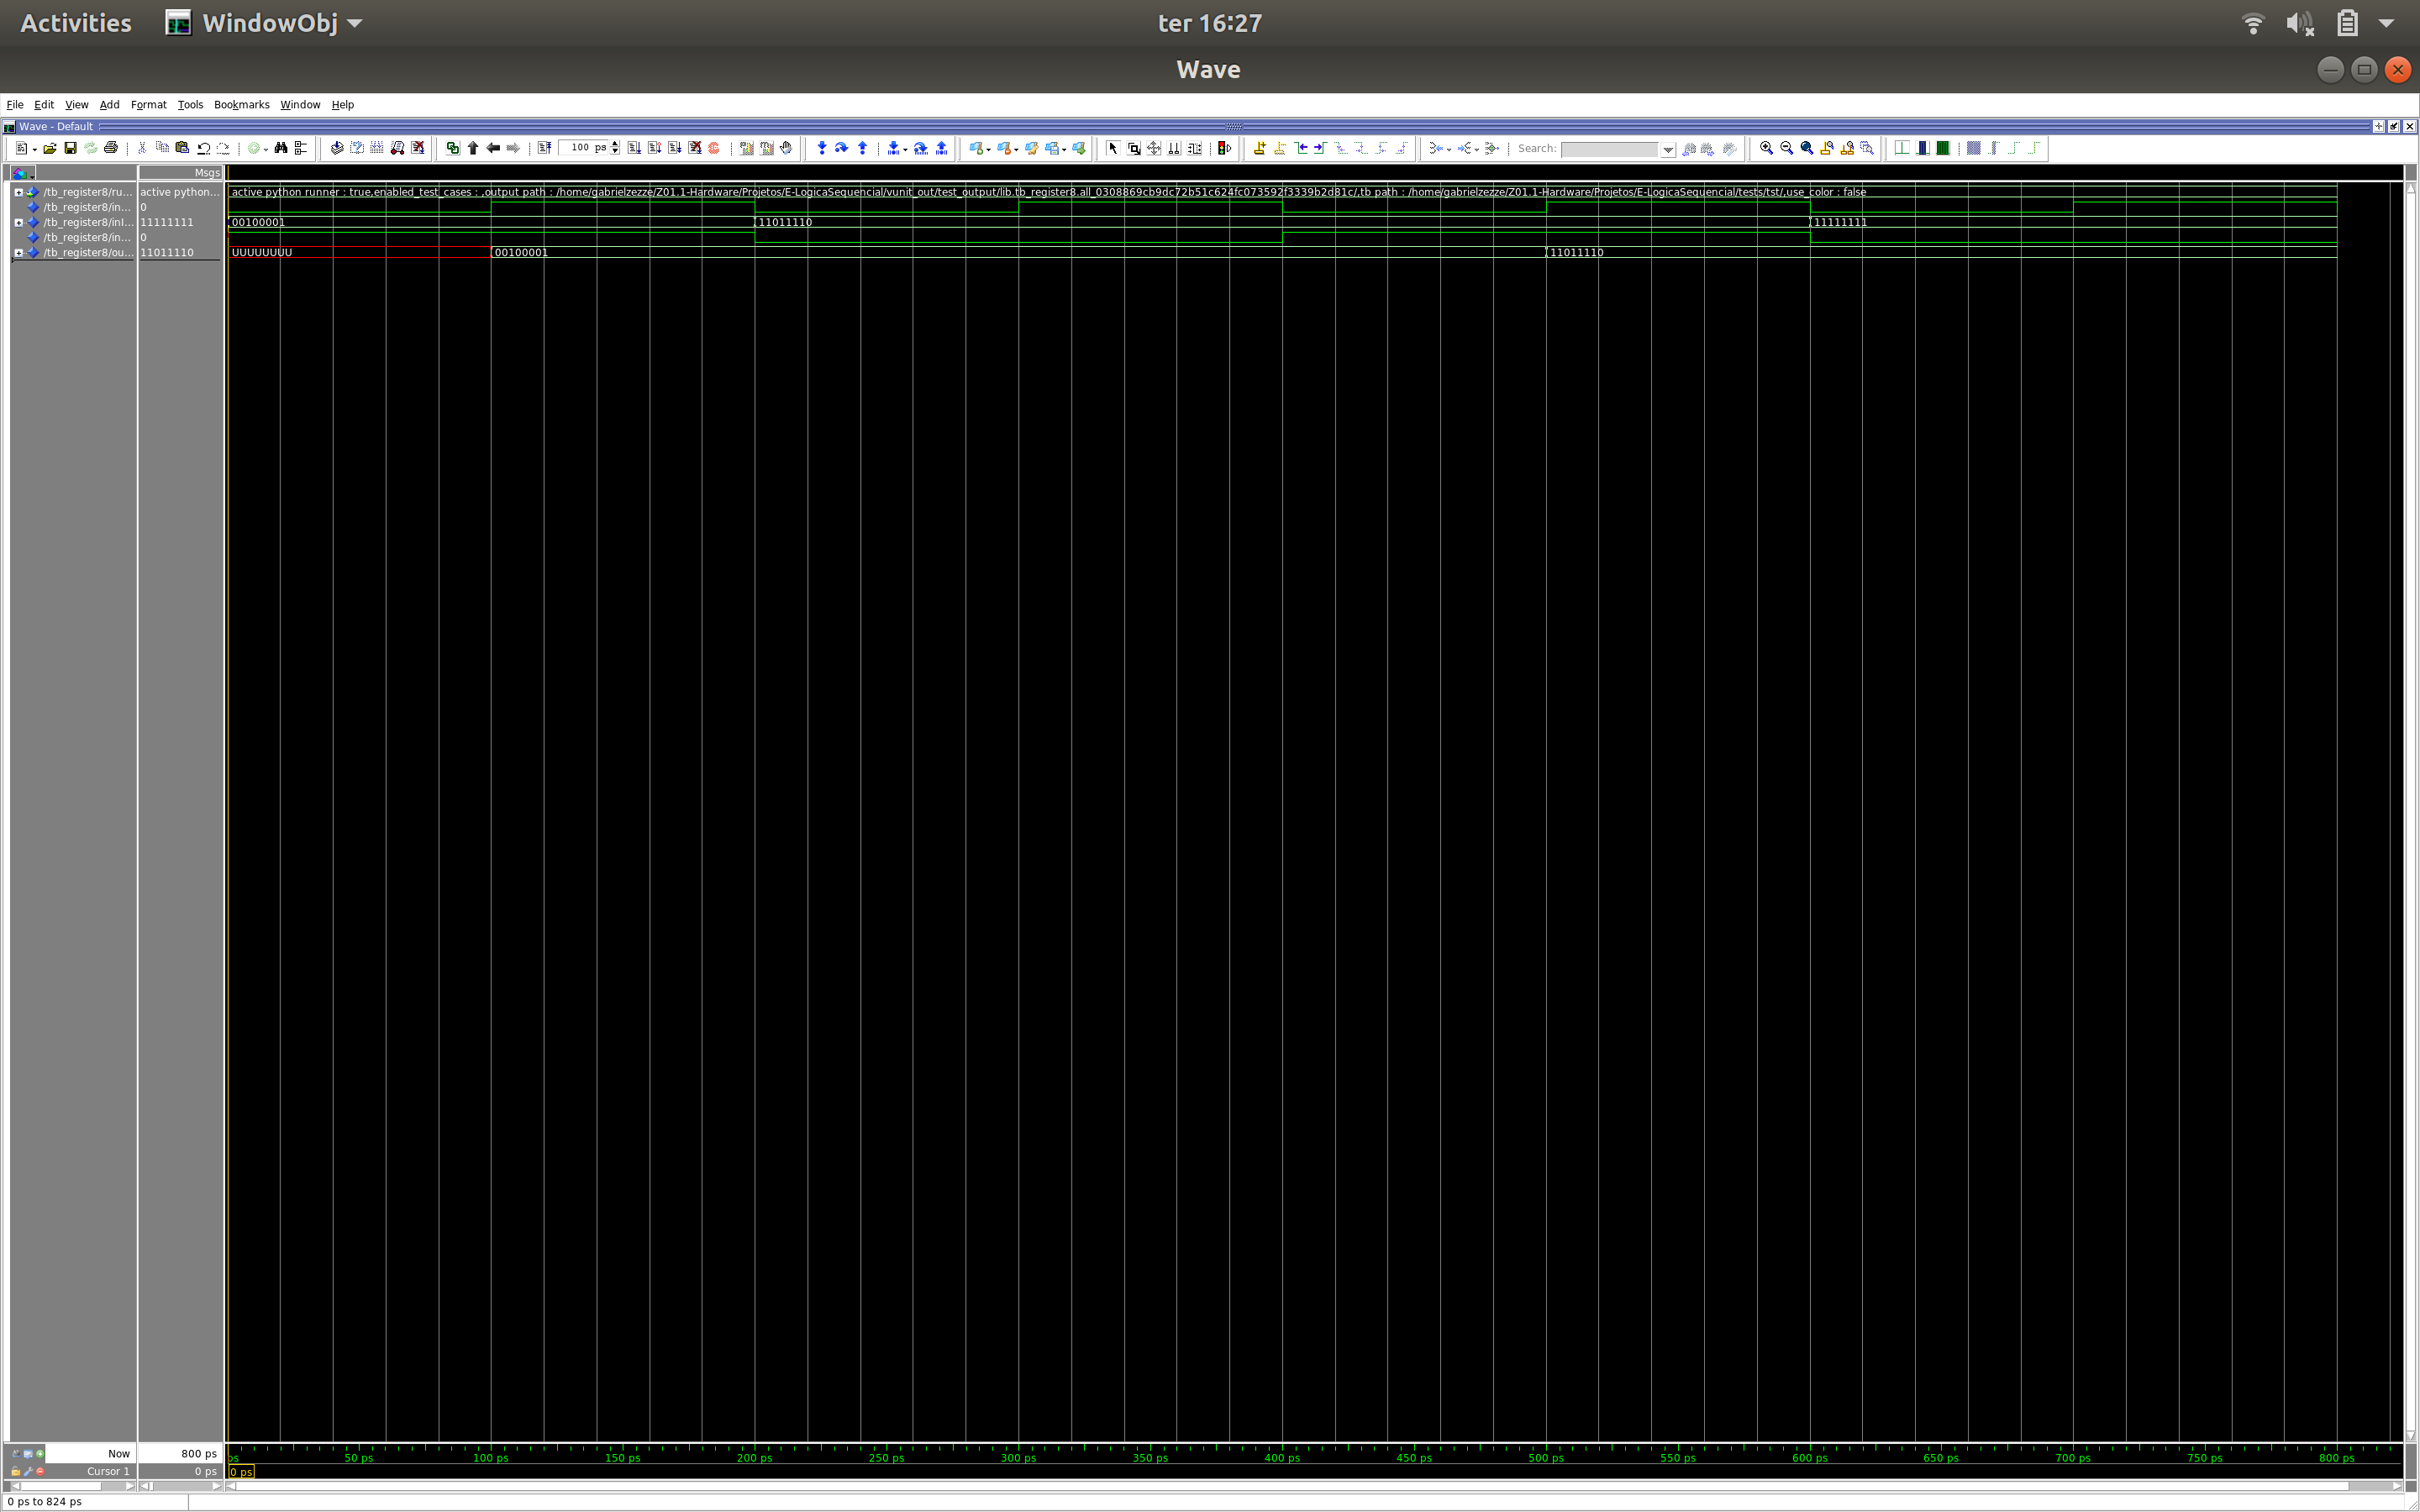 Activities WindowObj ter 16:27
Wave
File Edit View Add Format Tools Bookmarks Window Help
Wave - Default
100 ps Search:
Msgs
/tb_register8/ru... active python... active python runner : true,enabled_test_cases : ,output path : /home/gabrielzezze/Z01.1-Hardware/Projetos/E-LogicaSequencial/vunit_out/test_output/lib.tb_register8.all_0308869cb9dc72b51c624fc073592f3339b2d81c/,tb path : /home/gabrielzezze/Z01.1-Hardware/Projetos/E-LogicaSequencial/tests/tst/,use_color : false
/tb_register8/in... 0
/tb_register8/inI... 11111111 00100001 11011110 11111111
/tb_register8/in... 0
/tb_register8/ou... 11011110 UUUUUUUU 00100001 11011110
Now 800 ps ps 50 ps 100 ps 150 ps 200 ps 250 ps 300 ps 350 ps 400 ps 450 ps 500 ps 550 ps 600 ps 650 ps 700 ps 750 ps 800 ps
Cursor 1 0 ps 0 ps
0 ps to 824 ps